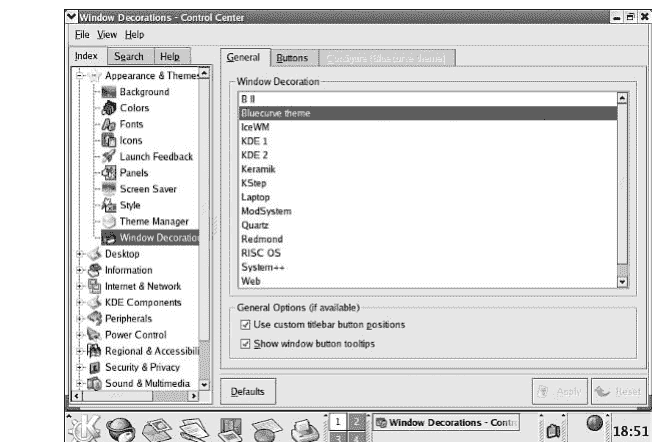 Window Decorations - Control Center
File View Help
Index Search Help
Appearance & Themes
Background
Colors
Fonts
Icons
Launch Feedback
Panels
Screen Saver
Style
Theme Manager
Window Decoration
Desktop
Information
Internet & Network
KDE Components
Peripherals
Power Control
Regional & Accessibili
Security & Privacy
Sound & Multimedia
General Buttons Configure [Bluecurve theme]
Window Decoration
B II
Bluecurve theme
IceWM
KDE 1
KDE 2
Keramik
KStep
Laptop
ModSystem
Quartz
Redmond
RISC OS
System++
Web
General Options (if available)
Use custom titlebar button positions
Show window button tooltips
Defaults Apply Reset
1 2 Window Decorations - Contr 18:51
3 4